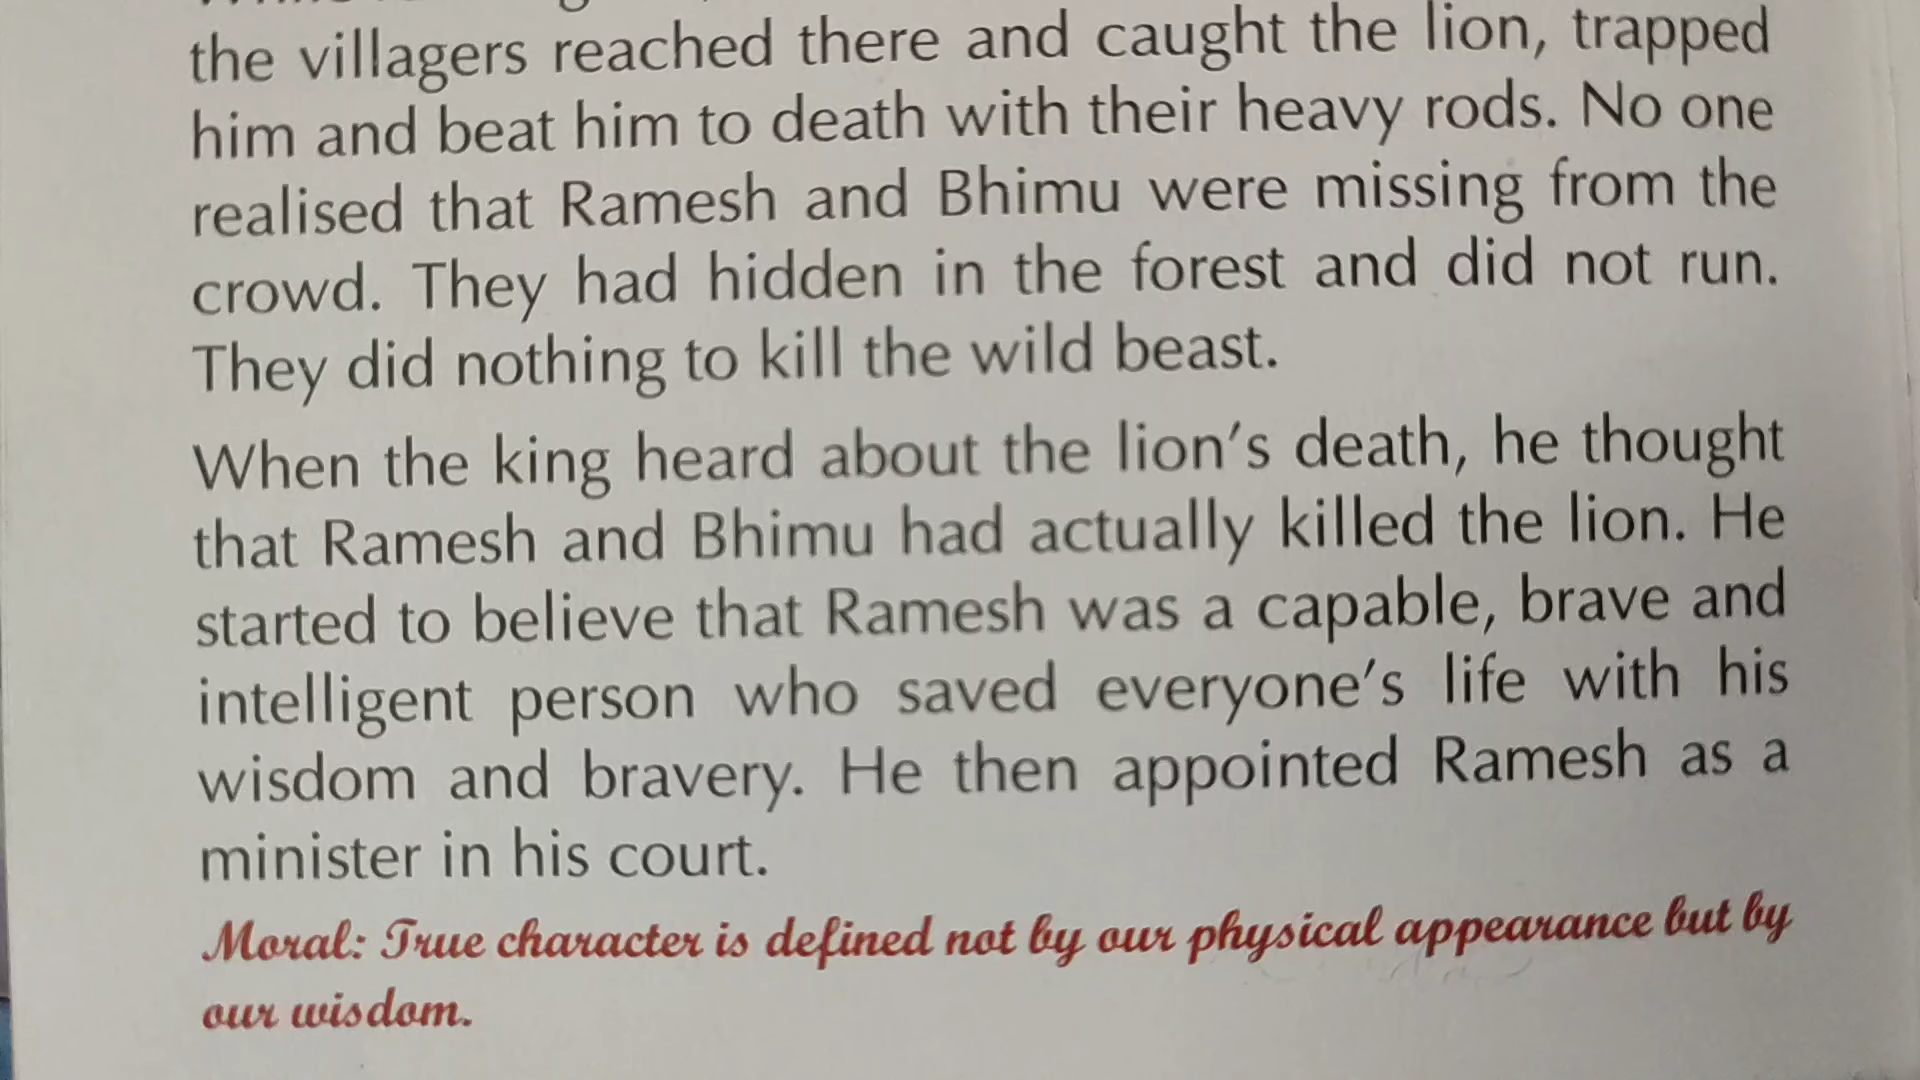 the villagers reached there and caught the lion, trapped
him and beat him to death with their heavy rods. No one
realised that Ramesh and Bhimu were missing from the
crowd. They had hidden in the forest and did not run.
They did nothing to kill the wild beast.
When the king heard about the lion's death, he thought
that Ramesh and Bhimu had actually killed the lion. He
started to believe that Ramesh was a capable, brave and
intelligent person who saved everyone's life with his
wisdom and bravery. He then appointed Ramesh as a
minister in his court.
Moral: True character is defined not by our physical appearance but by
our wisdom.